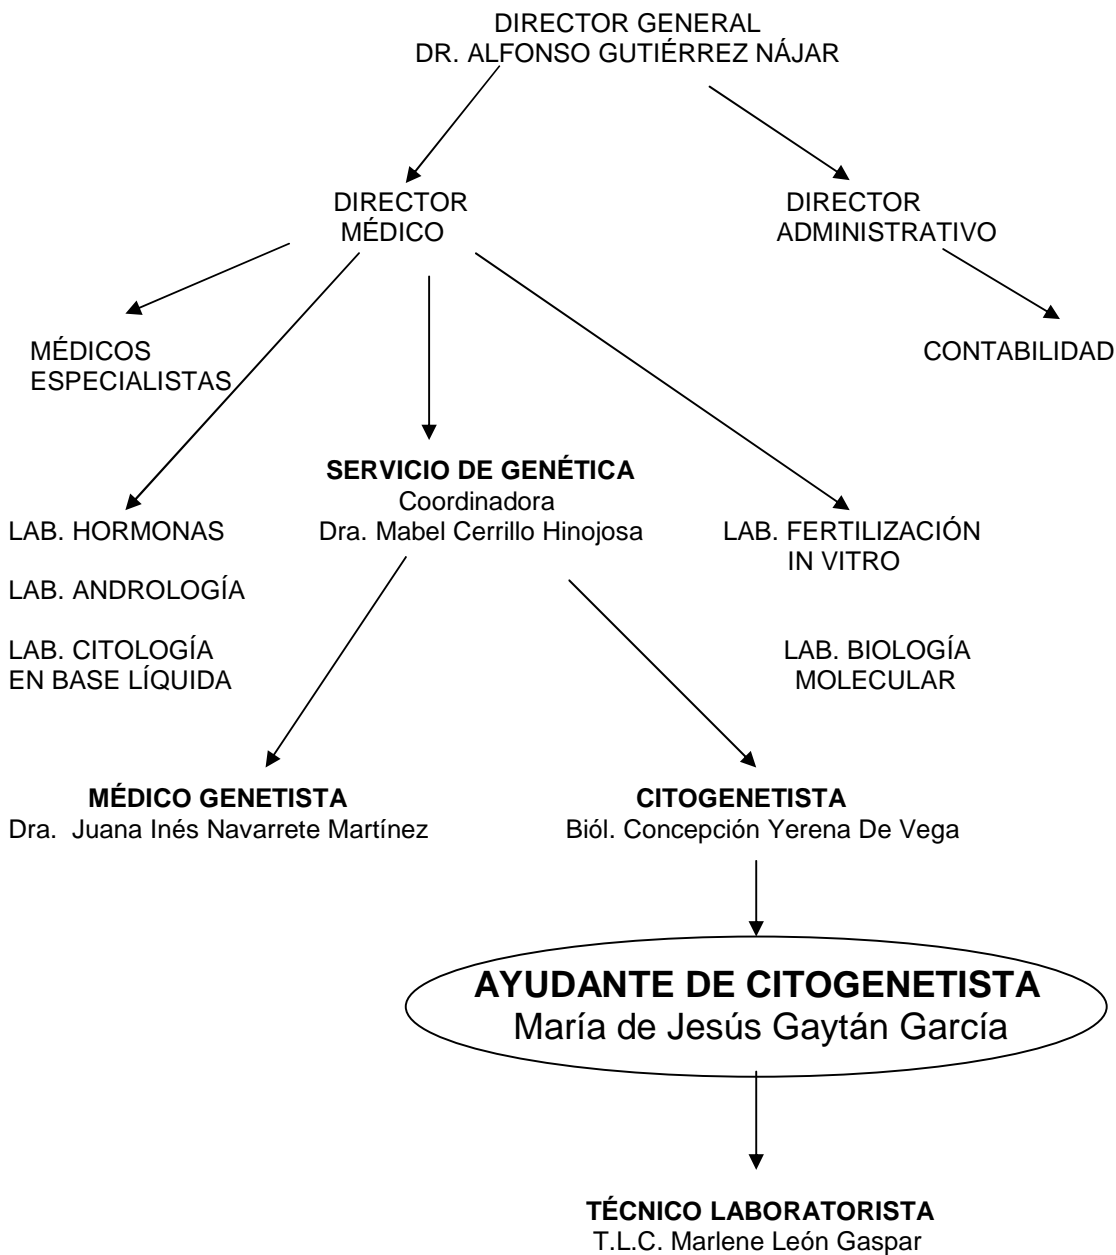 DIRECTOR GENERAL
DR. ALFONSO GUTIÉRREZ NÁJAR
DIRECTOR
MÉDICO
DIRECTOR
ADMINISTRATIVO
MÉDICOS
ESPECIALISTAS
CONTABILIDAD
SERVICIO DE GENÉTICA
Coordinadora
Dra. Mabel Cerrillo Hinojosa
LAB. HORMONAS
LAB. ANDROLOGÍA
LAB. CITOLOGÍA
EN BASE LÍQUIDA
LAB. FERTILIZACIÓN
IN VITRO
LAB. BIOLOGÍA
MOLECULAR
MÉDICO GENETISTA
Dra. Juana Inés Navarrete Martínez
CITOGENETISTA
Biól. Concepción Yerena De Vega
AYUDANTE DE CITOGENETISTA
María de Jesús Gaytán García
TÉCNICO LABORATORISTA
T.L.C. Marlene León Gaspar